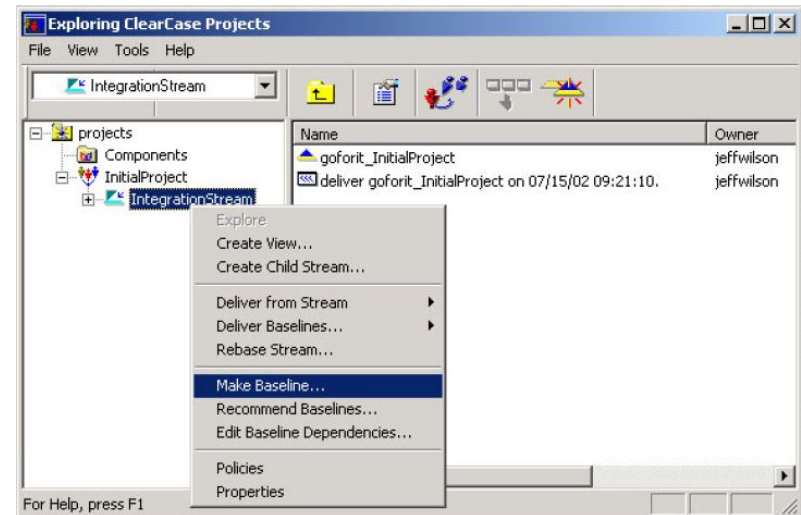 Exploring ClearCase Projects
File View Tools Help
IntegrationStream
projects
Components
InitialProject
IntegrationStream
Name Owner
goforit_InitialProject jeffwilson
deliver goforit_InitialProject on 07/15/02 09:21:10. jeffwilson
Explore
Create View...
Create Child Stream...
Deliver from Stream
Deliver Baselines...
Rebase Stream...
Make Baseline...
Recommend Baselines...
Edit Baseline Dependencies...
Policies
Properties
For Help, press F1